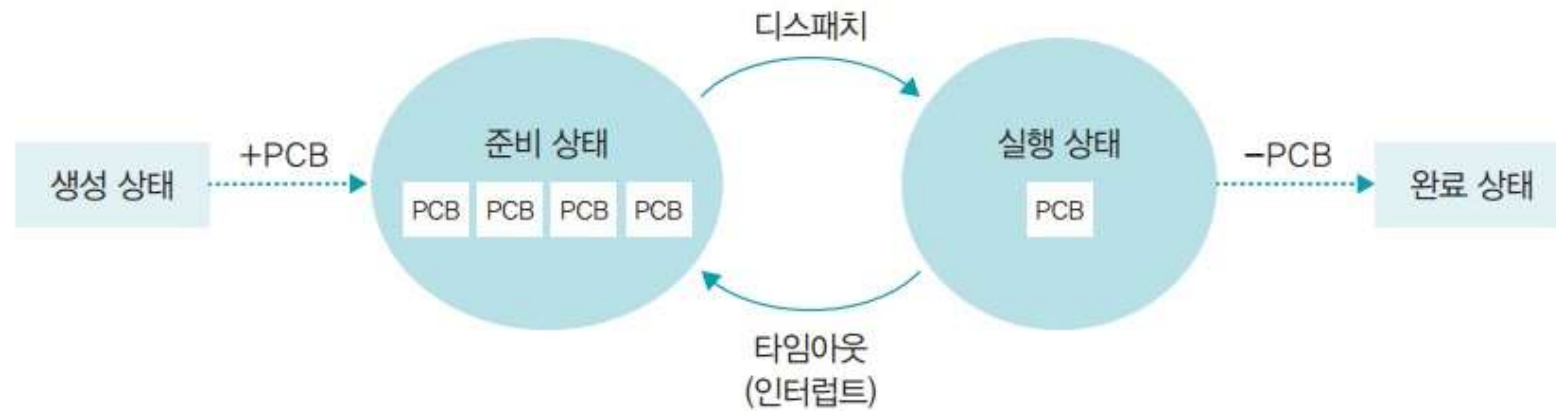 디스패치
생성 상태
+PCB
준비 상태
PCB PCB PCB PCB
실행 상태
PCB
−PCB
완료 상태
타임아웃
(인터럽트)